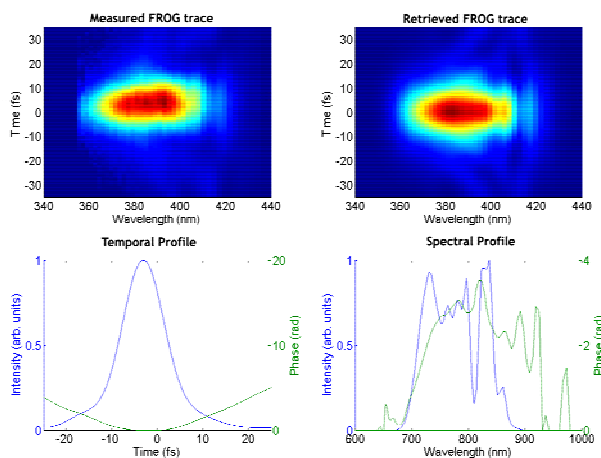 Measured FROG trace
Retrieved FROG trace
30
20
10
0
-10
-20
-30
Time (fs)
340 360 380 400 420 440
Wavelength (nm)
30
20
10
0
-10
-20
-30
Time (fs)
340 360 380 400 420 440
Wavelength (nm)
Temporal Profile
Spectral Profile
1
0.5
0
Intensity (arb. units)
-20
-10
0
Phase (rad)
-20 -10 0 10 20
Time (fs)
1
0.5
0
Intensity (arb. units)
-4
-2
0
Phase (rad)
600 700 800 900 1000
Wavelength (nm)